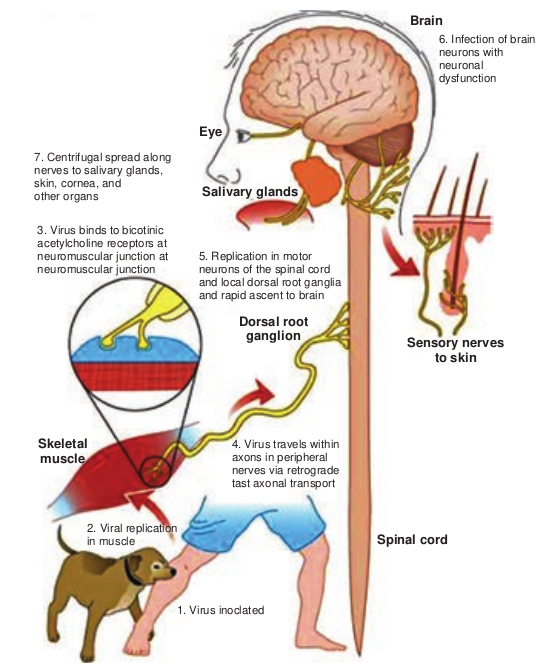 Brain
6. Infection of brain
neurons with
neuronal
dysfunction
Eye
7. Centrifugal spread along
nerves to salivary glands,
skin, cornea, and
other organs
Salivary glands
3. Virus binds to bicotinic
acetylcholine receptors at
neuromuscular junction at
neuromuscular junction
5. Replication in motor
neurons of the spinal cord
and local dorsal root ganglia
and rapid ascent to brain
Dorsal root
ganglion
Sensory nerves
to skin
Skeletal
muscle
4. Virus travels within
axons in peripheral
nerves via retrograde
tast axonal transport
2. Viral replication
in muscle
Spinal cord
1. Virus inoclated